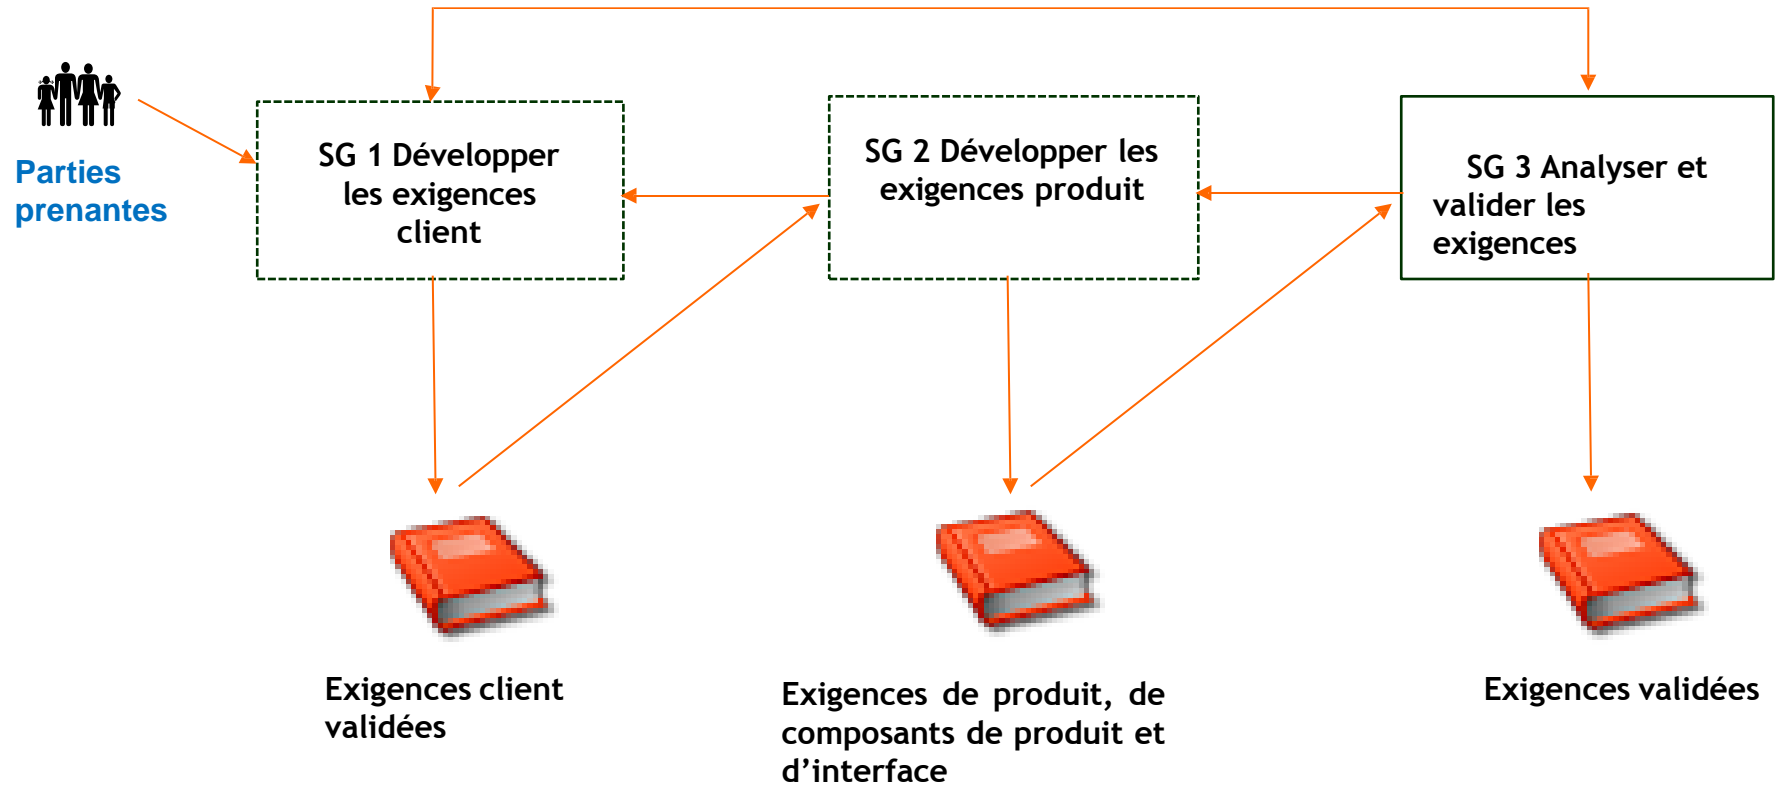 Parties
prenantes
SG 1 Développer
les exigences
client
SG 2 Développer les
exigences produit
SG 3 Analyser et
valider les
exigences
Exigences client
validées
Exigences de produit, de
composants de produit et
d’interface
Exigences validées